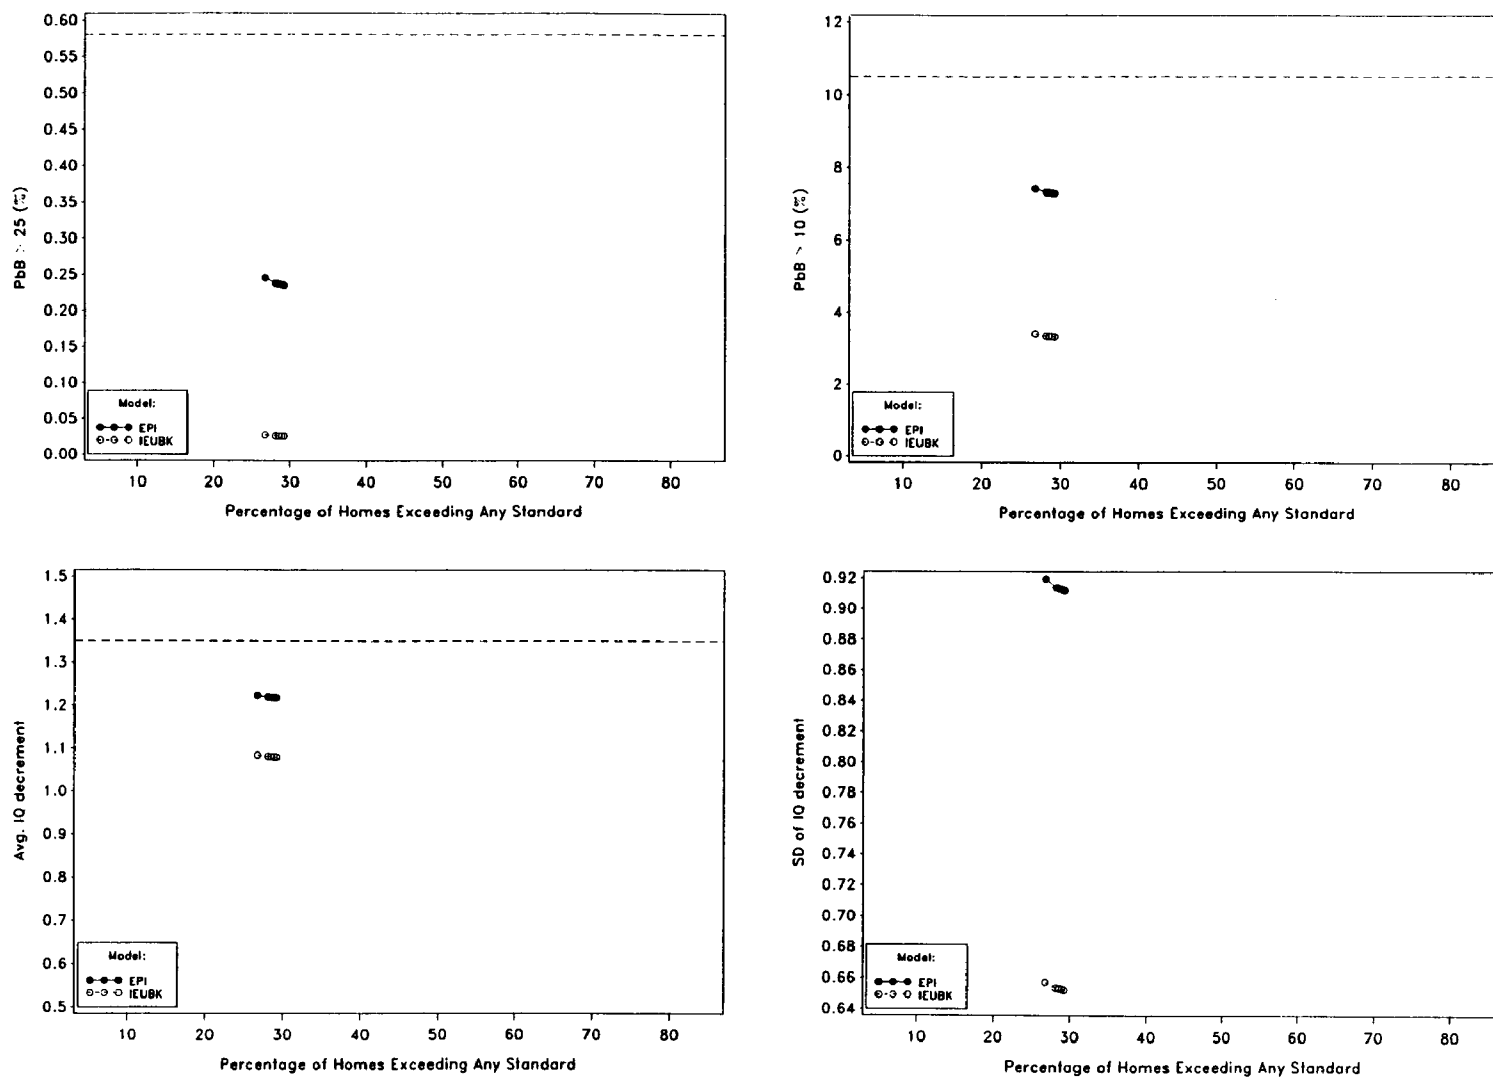 0.60
0.55
0.50
0.45
0.40
0.35
0.30
0.25
0.20
0.15
0.10
0.05
0.00
PbB > 25 (%)
Model:
EPI
IEUBK
10 20 30 40 50 60 70 80
Percentage of Homes Exceeding Any Standard
12
10
8
6
4
2
0
PbB > 10 (%)
Model:
EPI
IEUBK
10 20 30 40 50 60 70 80
Percentage of Homes Exceeding Any Standard
1.5
1.4
1.3
1.2
1.1
1.0
0.9
0.8
0.7
0.6
0.5
Avg. IQ decrement
Model:
EPI
IEUBK
10 20 30 40 50 60 70 80
Percentage of Homes Exceeding Any Standard
0.92
0.90
0.88
0.86
0.84
0.82
0.80
0.78
0.76
0.74
0.72
0.70
0.68
0.66
0.64
SD of IQ decrement
Model:
EPI
IEUBK
10 20 30 40 50 60 70 80
Percentage of Homes Exceeding Any Standard